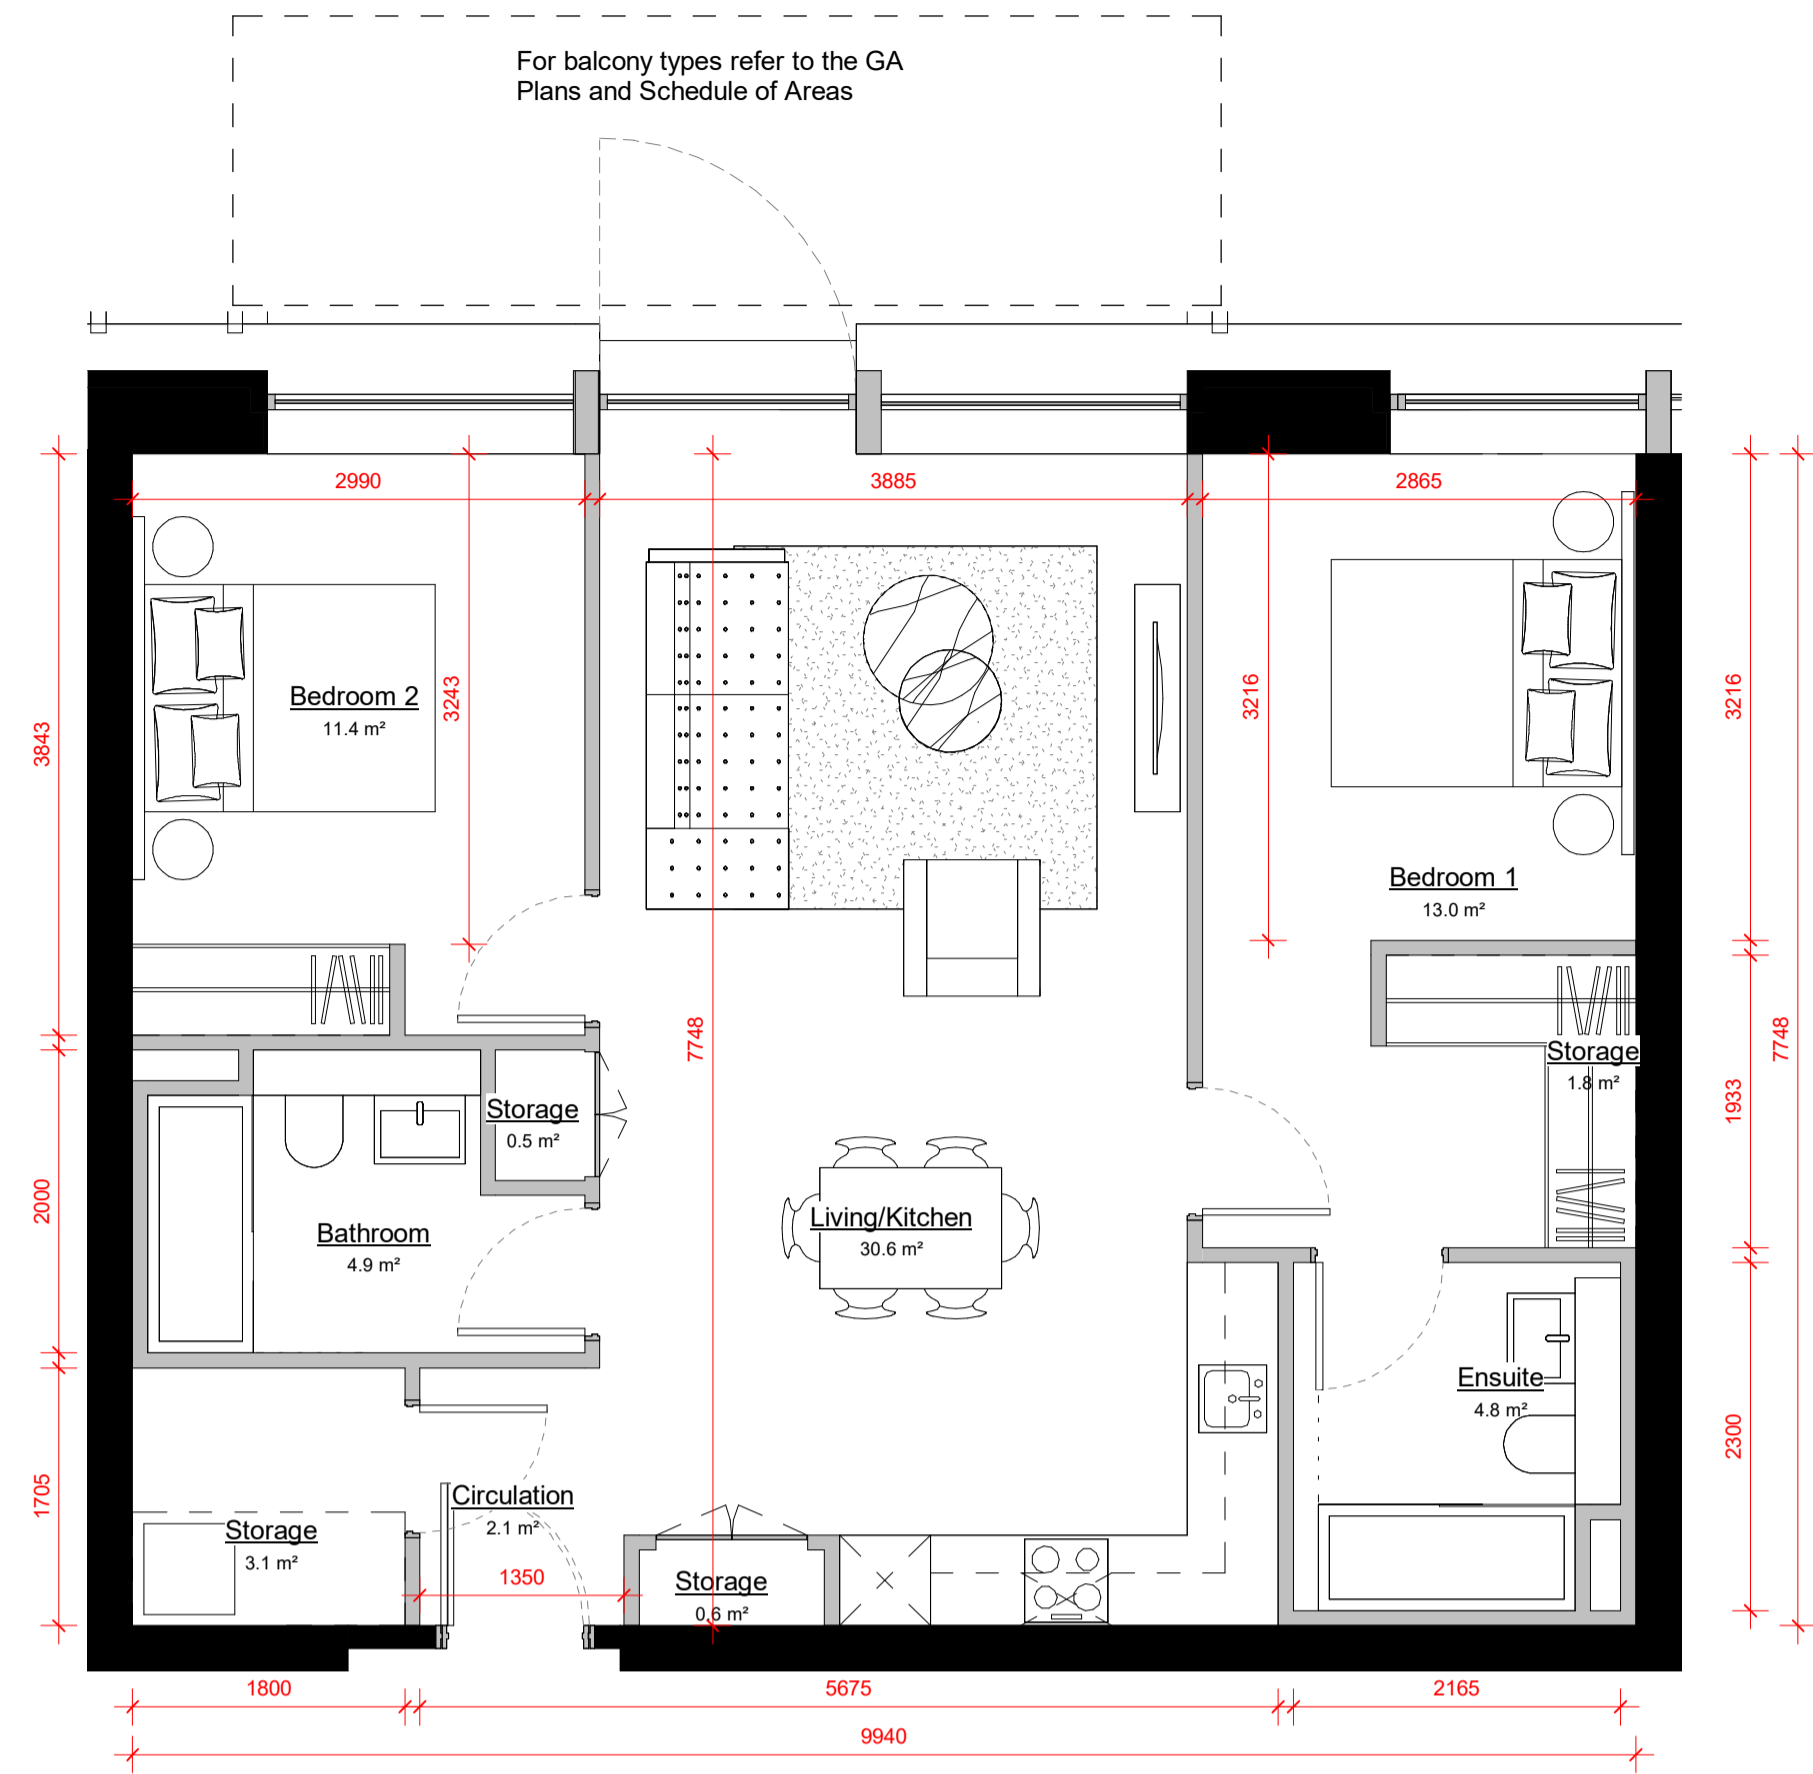 For balcony types refer to the GA
Plans and Schedule of Areas
2990
3885
2865
Bedroom 2
11.4 m²
3243
3843
3216
3216
Bedroom 1
13.0 m²
7748
7748
Storage
1.8 m²
1933
Storage
0.5 m²
2000
Bathroom
4.9 m²
Living/Kitchen
30.6 m²
Ensuite
4.8 m²
2300
1705
Circulation
2.1 m²
Storage
3.1 m²
1350
Storage
0.6 m²
1800
5675
2165
9940